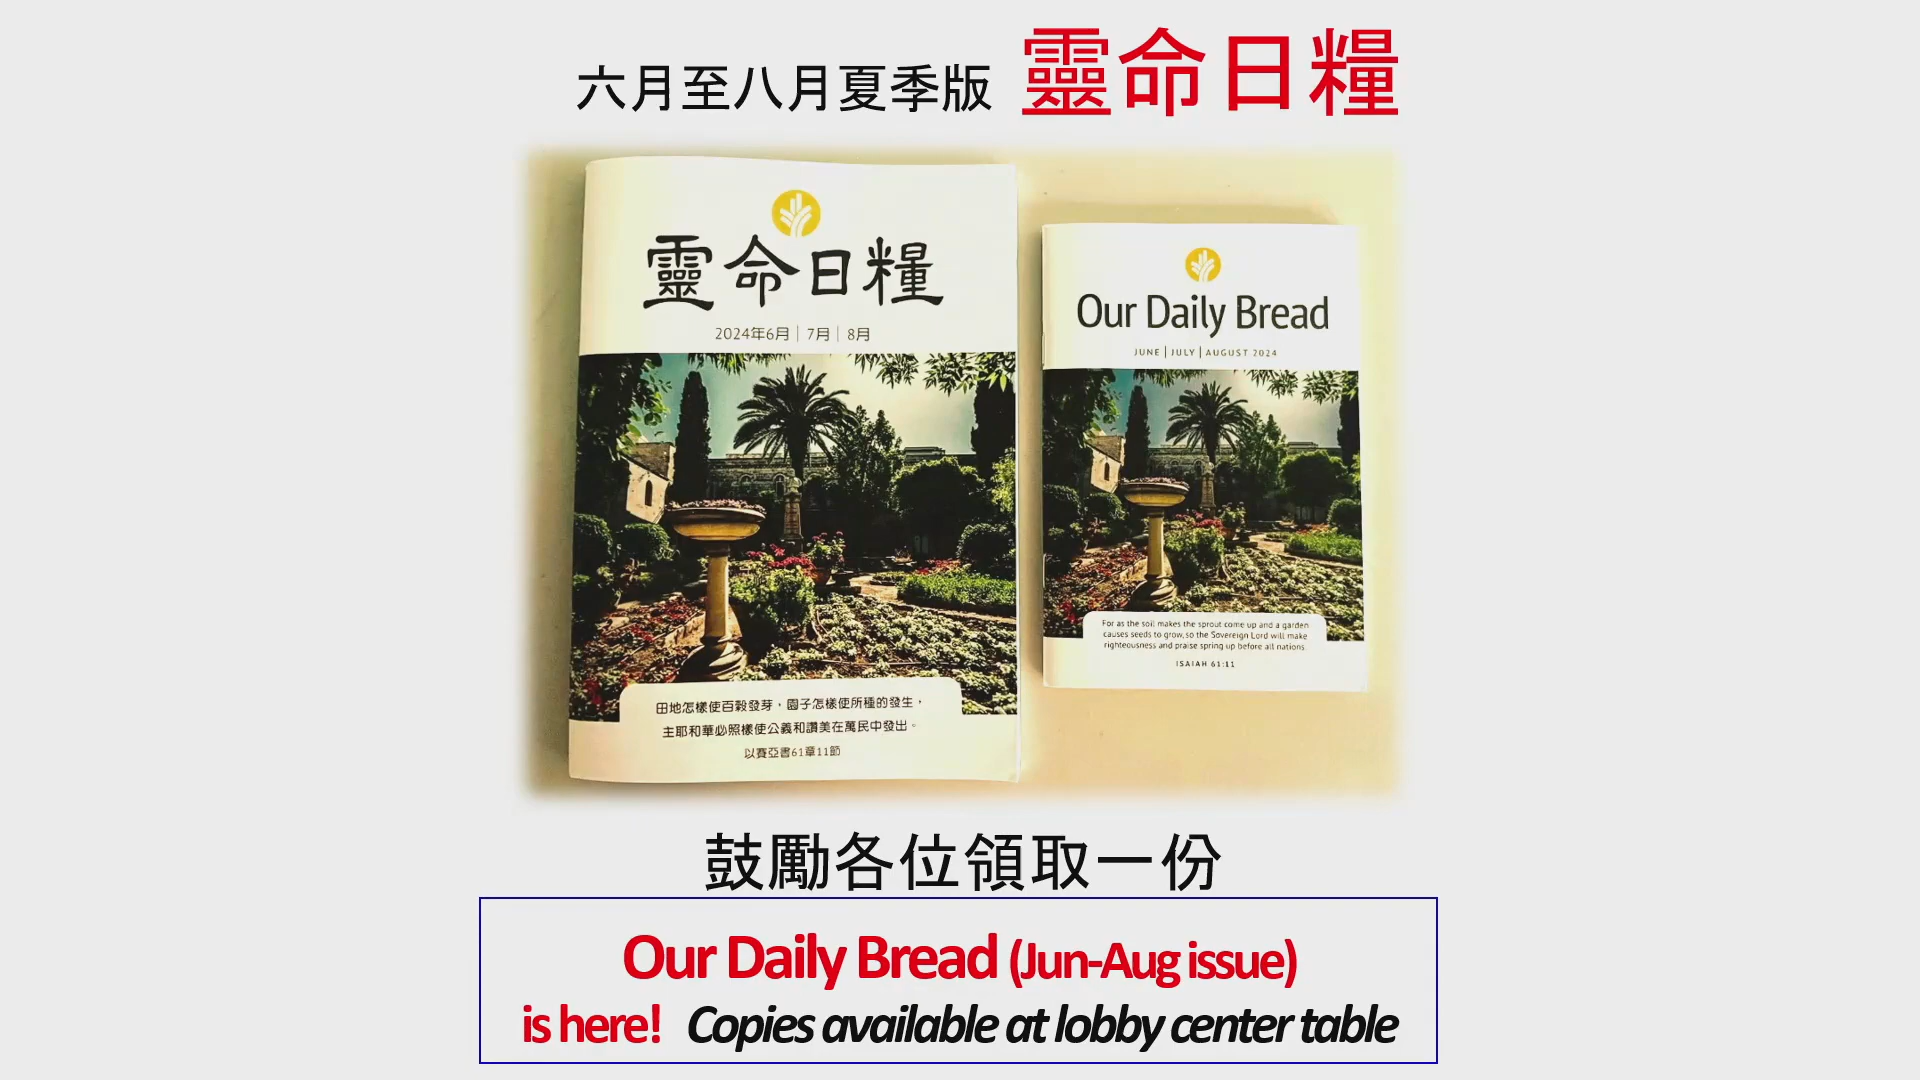 六月至八月夏季版 靈命日糧
靈命日糧
2024年6月｜7月｜8月
田地怎樣使百穀發芽，園子怎樣使所種的發生，
主耶和華必照樣使公義和讚美在萬民中發出。
以賽亞書61章11節
Our Daily Bread
JUNE | JULY | AUGUST 2024
For as the soil makes the sprout come up and a garden
causes seeds to grow, so the Sovereign Lord will make
righteousness and praise spring up before all nations.
ISAIAH 61:11
鼓勵各位領取一份
Our Daily Bread (Jun-Aug issue)
is here! Copies available at lobby center table